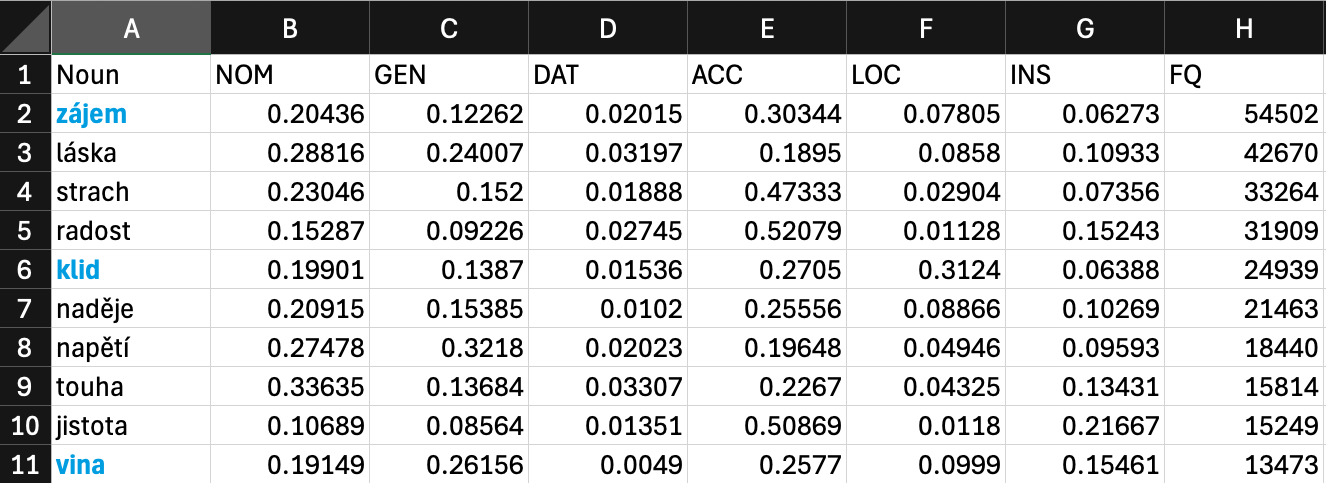 A B C D E F G H
1 Noun NOM GEN DAT ACC LOC INS FQ
2 zájem 0.20436 0.12262 0.02015 0.30344 0.07805 0.06273 54502
3 láska 0.28816 0.24007 0.03197 0.1895 0.0858 0.10933 42670
4 strach 0.23046 0.152 0.01888 0.47333 0.02904 0.07356 33264
5 radost 0.15287 0.09226 0.02745 0.52079 0.01128 0.15243 31909
6 klid 0.19901 0.1387 0.01536 0.2705 0.3124 0.06388 24939
7 naděje 0.20915 0.15385 0.0102 0.25556 0.08866 0.10269 21463
8 napětí 0.27478 0.3218 0.02023 0.19648 0.04946 0.09593 18440
9 touha 0.33635 0.13684 0.03307 0.2267 0.04325 0.13431 15814
10 jistota 0.10689 0.08564 0.01351 0.50869 0.0118 0.21667 15249
11 vina 0.19149 0.26156 0.0049 0.2577 0.0999 0.15461 13473